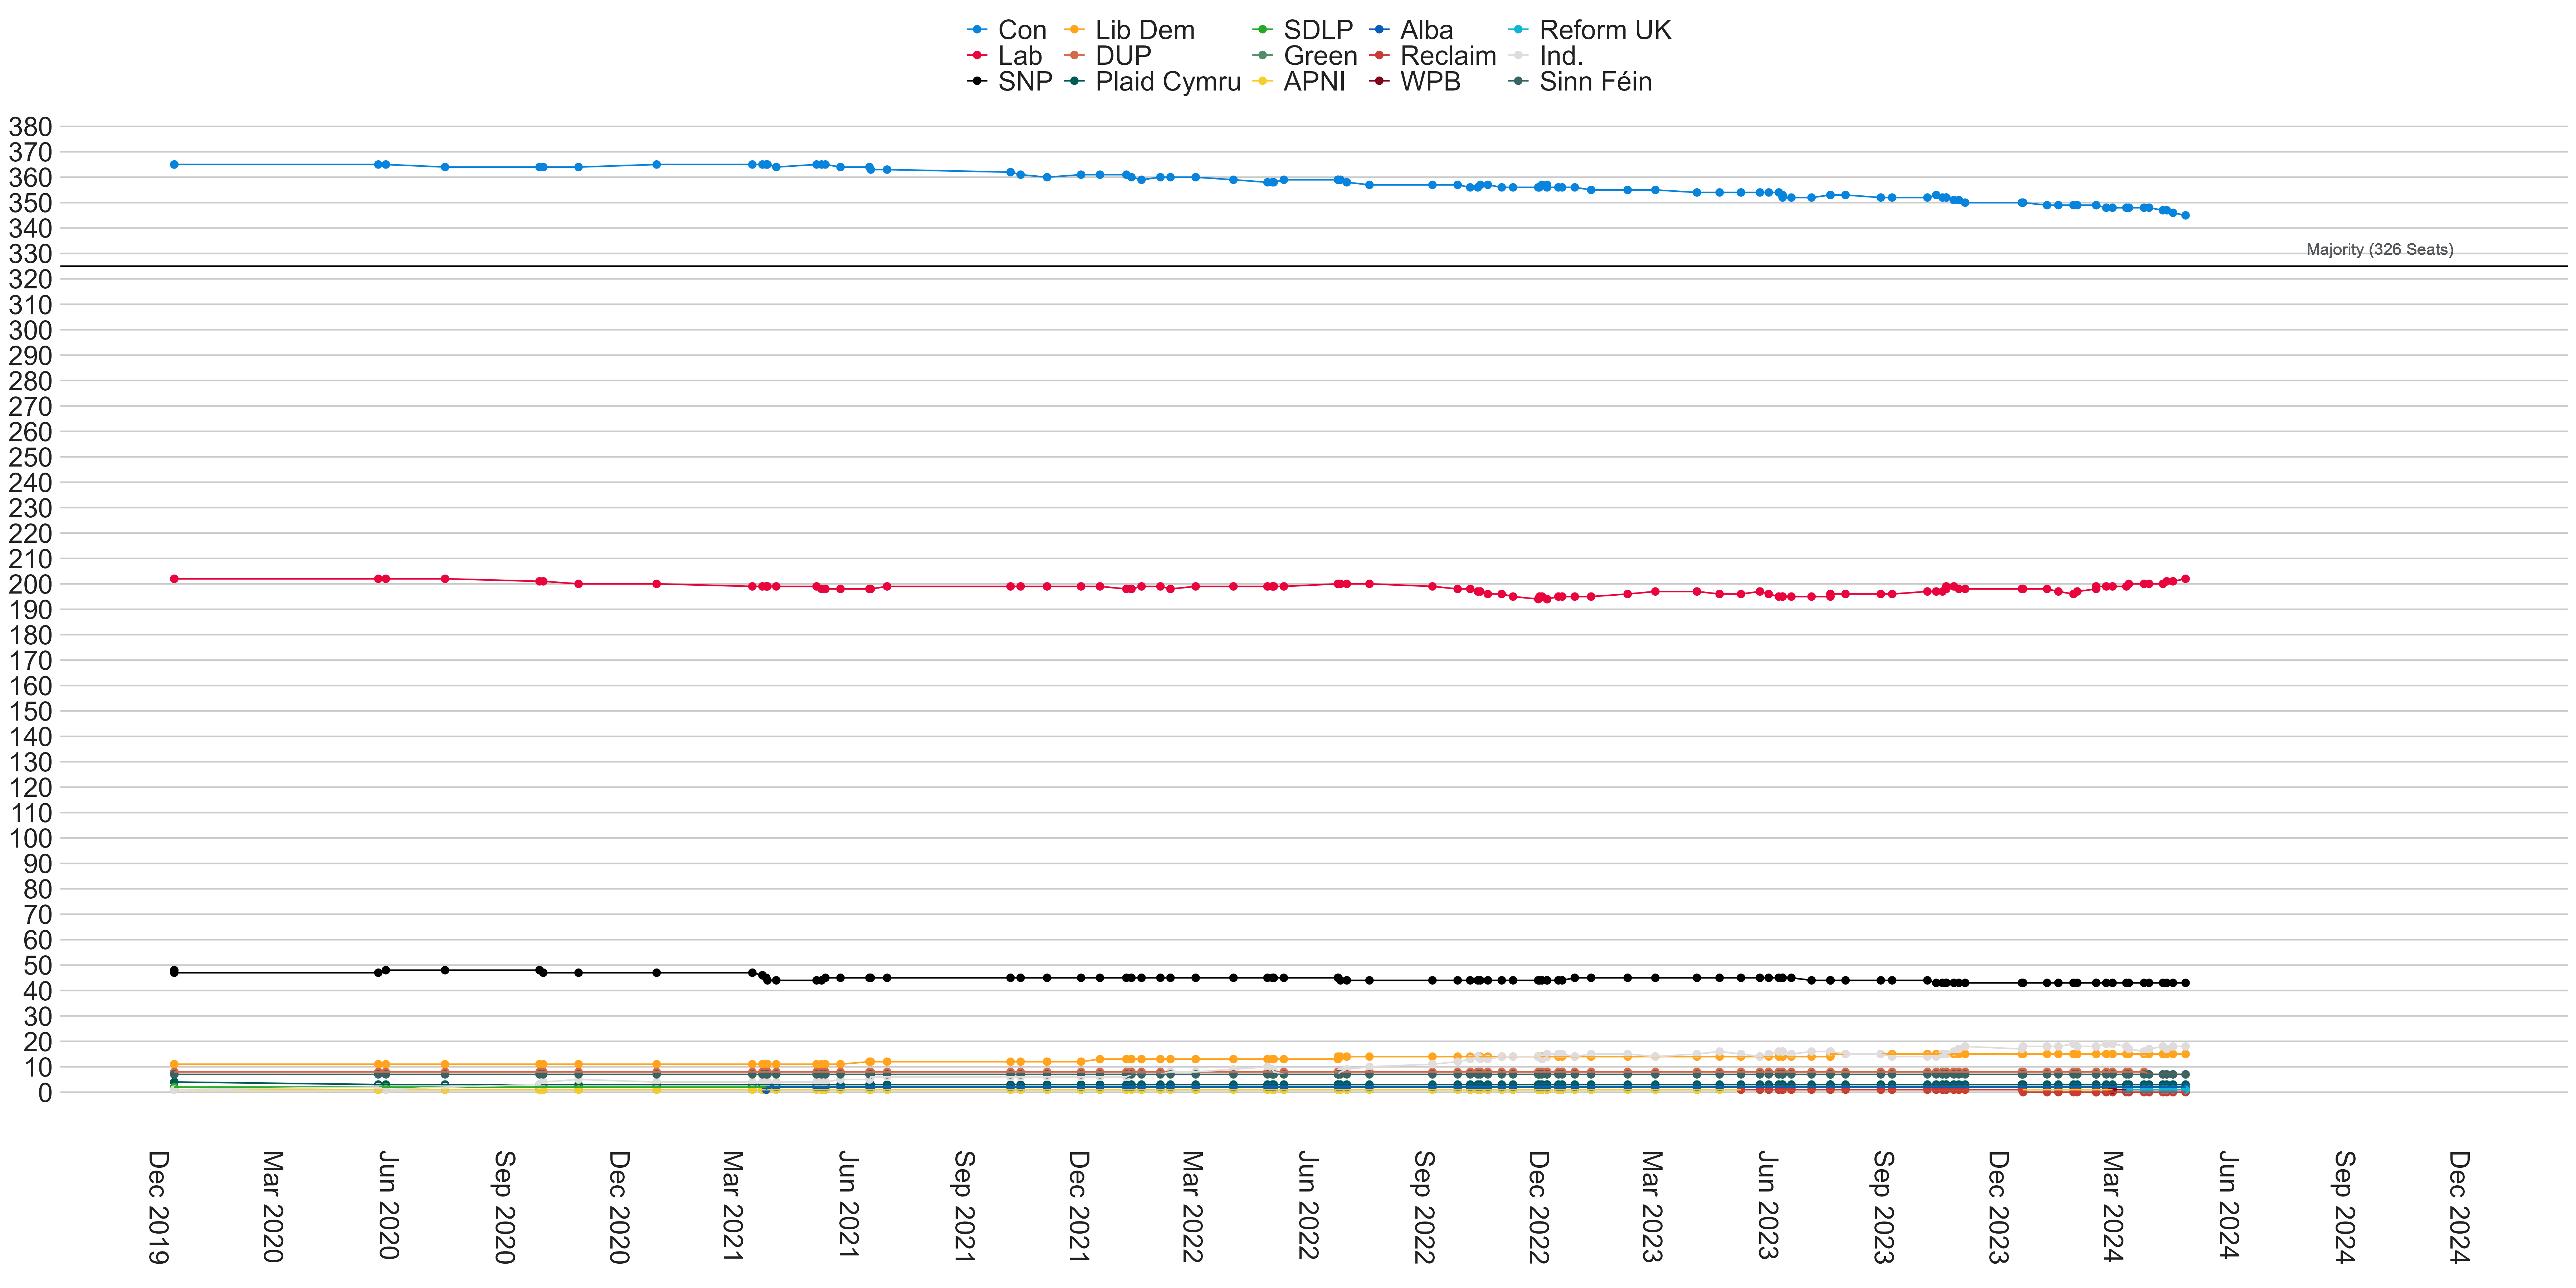 Con Lib Dem SDLP Alba Reform UK
Lab DUP Green Reclaim Ind.
SNP Plaid Cymru APNI WPB Sinn Féin
380
370
360
350
340
330
Majority (326 Seats)
320
310
300
290
280
270
260
250
240
230
220
210
200
190
180
170
160
150
140
130
120
110
100
90
80
70
60
50
40
30
20
10
0
Dec 2019
Mar 2020
Jun 2020
Sep 2020
Dec 2020
Mar 2021
Jun 2021
Sep 2021
Dec 2021
Mar 2022
Jun 2022
Sep 2022
Dec 2022
Mar 2023
Jun 2023
Sep 2023
Dec 2023
Mar 2024
Jun 2024
Sep 2024
Dec 2024